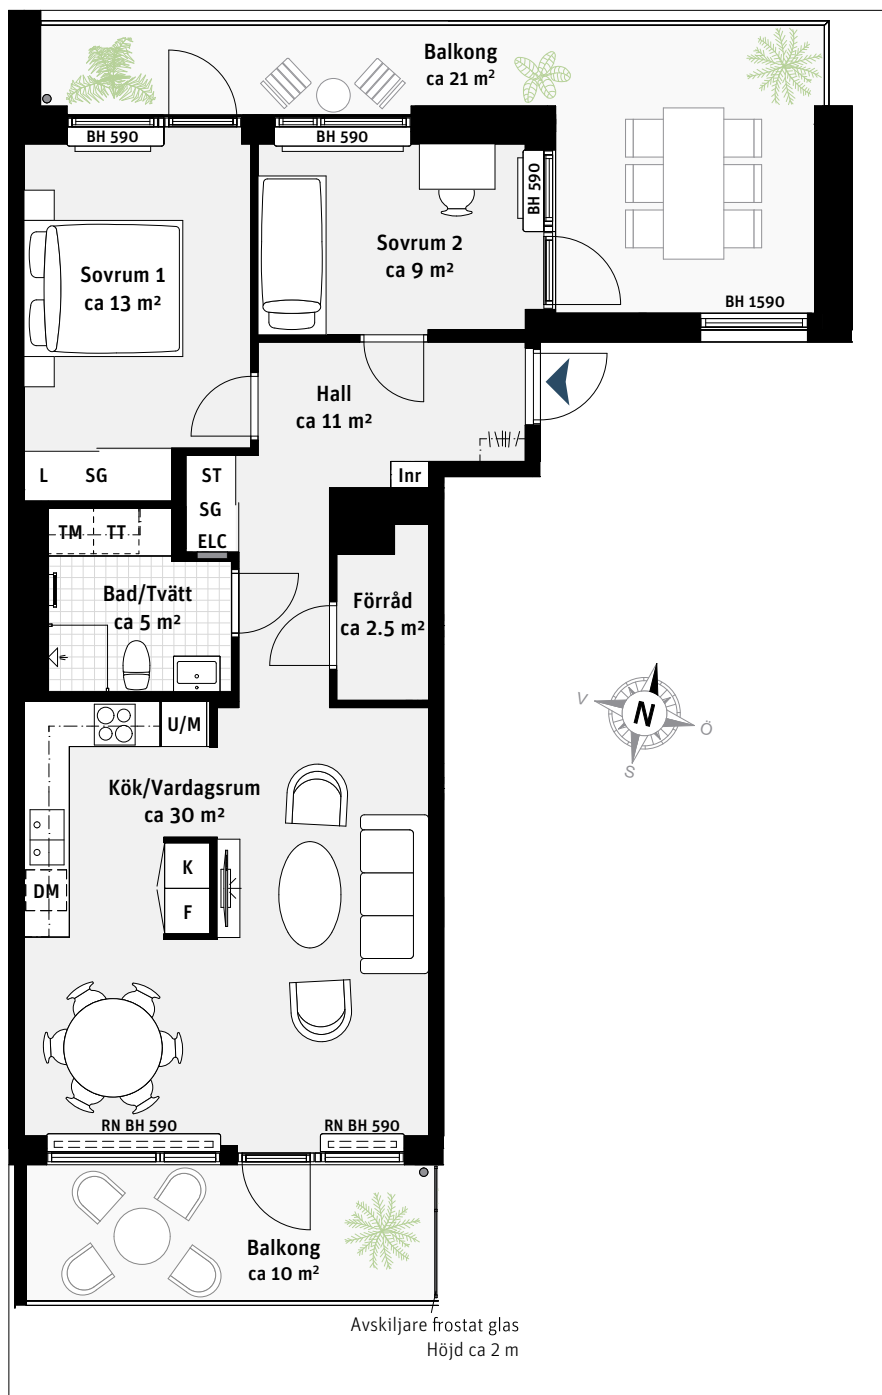 Balkong
ca 21 m²
BH 590
BH 590
BH 590
Sovrum 2
ca 9 m²
Sovrum 1
ca 13 m²
BH 1590
Hall
ca 11 m²
L SG
ST
SG
ELC
Inr
TM TT
Bad/Tvätt
ca 5 m²
Förråd
ca 2.5 m²
N
V
Ö
S
U/M
Kök/Vardagsrum
ca 30 m²
K
F
DM
RN BH 590
RN BH 590
Balkong
ca 10 m²
Avskiljare frostat glas
Höjd ca 2 m